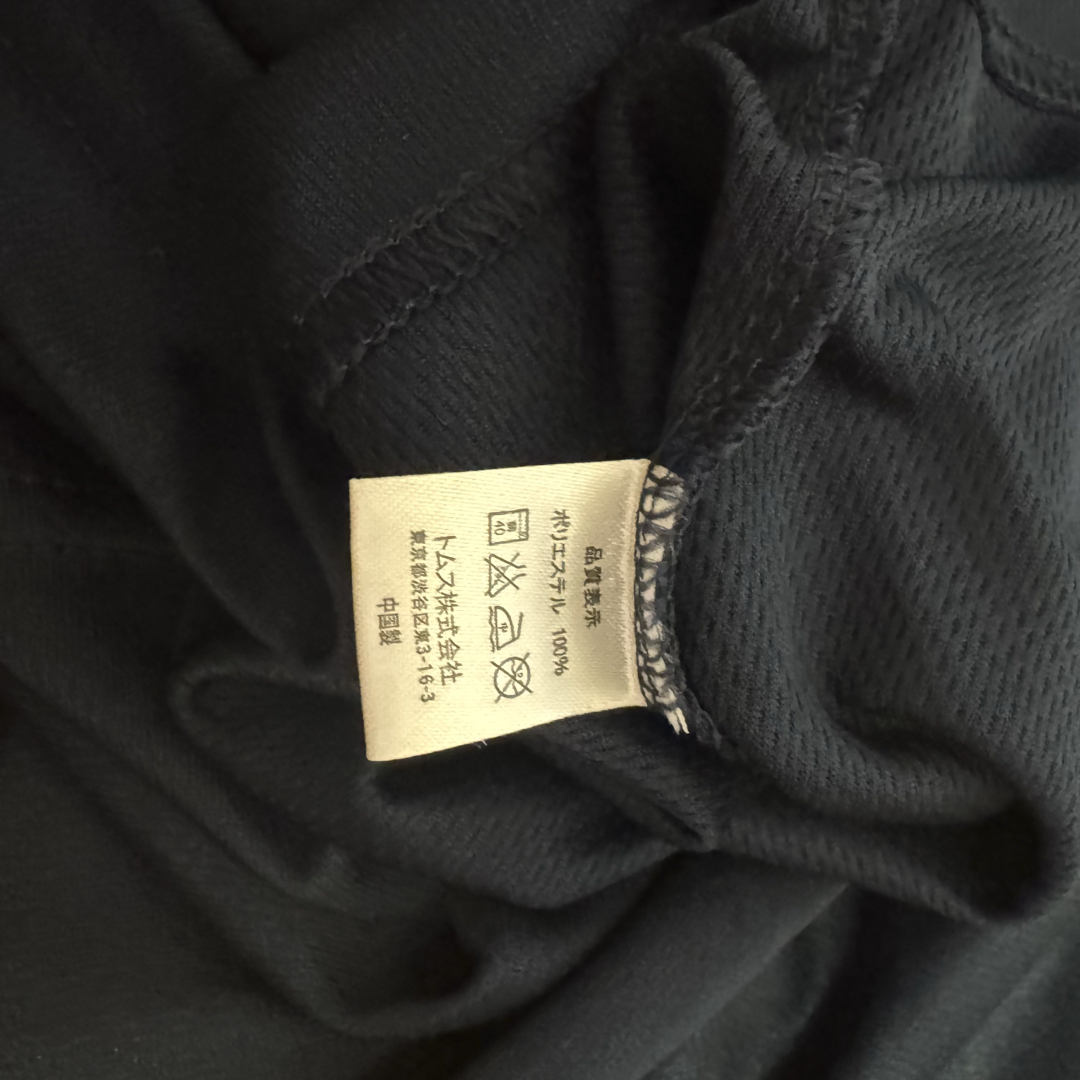 品質表示
ポリエステル 100%
40
トムス株式会社
東京都渋谷区東3-16-3
中国製